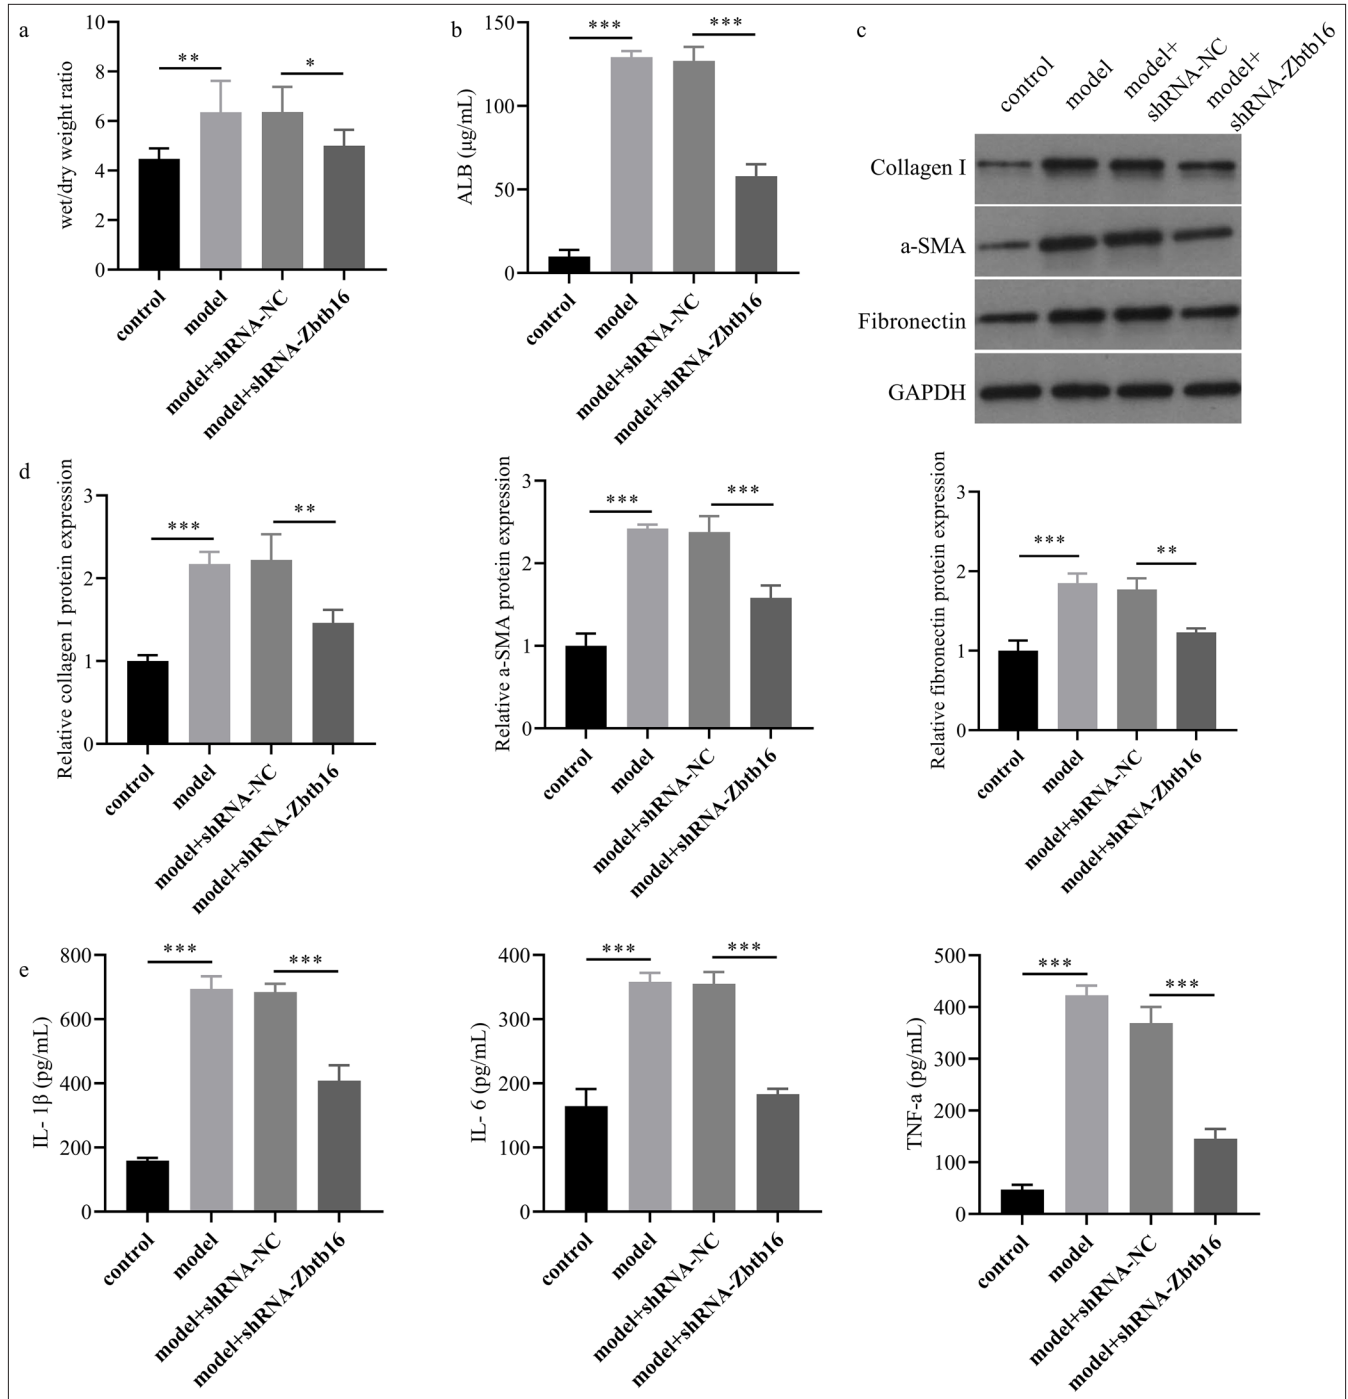 a
wet/dry weight ratio
10
8
6
4
2
0
**
*
control
model
model+shRNA-NC
model+shRNA-Zbtb16
b
ALB (μg/mL)
150
100
50
0
***
***
control
model
model+shRNA-NC
model+shRNA-Zbtb16
c
control
model
model+
shRNA-NC
model+
shRNA-Zbtb16
Collagen I
a-SMA
Fibronectin
GAPDH
d
Relative collagen I protein expression
3
2
1
0
***
**
control
model
model+shRNA-NC
model+shRNA-Zbtb16
Relative a-SMA protein expression
3
2
1
0
***
***
control
model
model+shRNA-NC
model+shRNA-Zbtb16
Relative fibronectin protein expression
3
2
1
0
***
**
control
model
model+shRNA-NC
model+shRNA-Zbtb16
e
IL- 1β (pg/mL)
800
600
400
200
0
***
***
control
model
model+shRNA-NC
model+shRNA-Zbtb16
IL- 6 (pg/mL)
400
300
200
100
0
***
***
control
model
model+shRNA-NC
model+shRNA-Zbtb16
TNF-a (pg/mL)
500
400
300
200
100
0
***
***
control
model
model+shRNA-NC
model+shRNA-Zbtb16